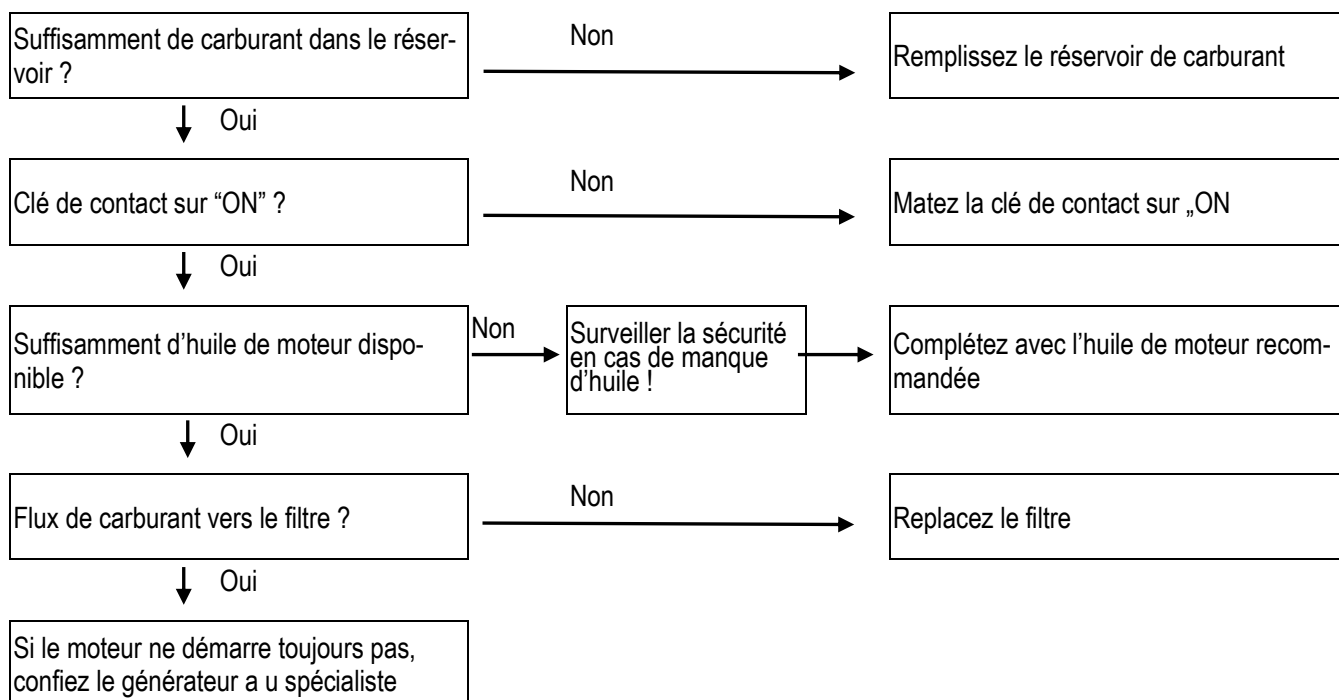 Suffisamment de carburant dans le réser-
voir ?
Non
Remplissez le réservoir de carburant
Oui
Clé de contact sur “ON” ?
Non
Matez la clé de contact sur „ON
Oui
Suffisamment d’huile de moteur dispo-
nible ?
Non
Surveiller la sécurité
en cas de manque
d’huile !
Complétez avec l’huile de moteur recom-
mandée
Oui
Flux de carburant vers le filtre ?
Non
Replacez le filtre
Oui
Si le moteur ne démarre toujours pas,
confiez le générateur a u spécialiste